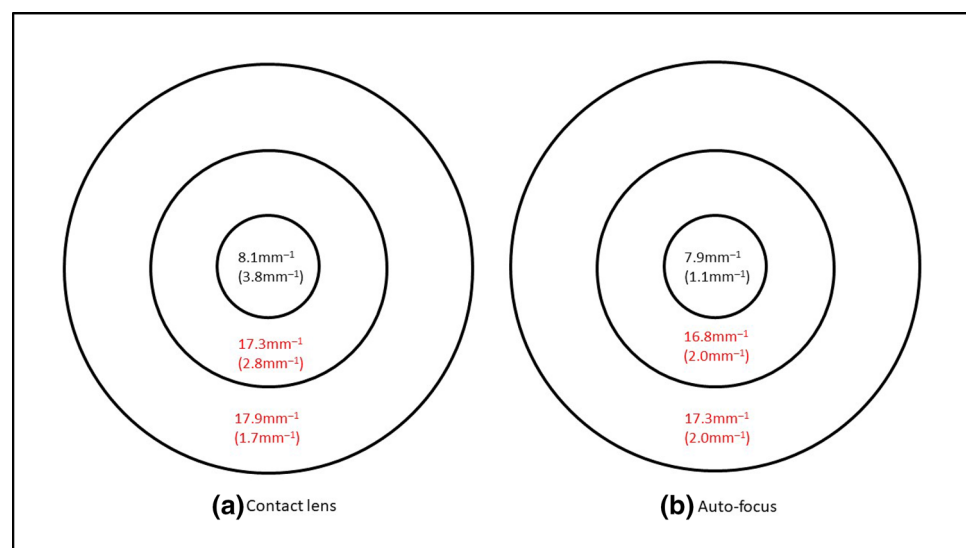 8.1mm⁻¹
(3.8mm⁻¹)
17.3mm⁻¹
(2.8mm⁻¹)
17.9mm⁻¹
(1.7mm⁻¹)
(a) Contact lens
7.9mm⁻¹
(1.1mm⁻¹)
16.8mm⁻¹
(2.0mm⁻¹)
17.3mm⁻¹
(2.0mm⁻¹)
(b) Auto-focus